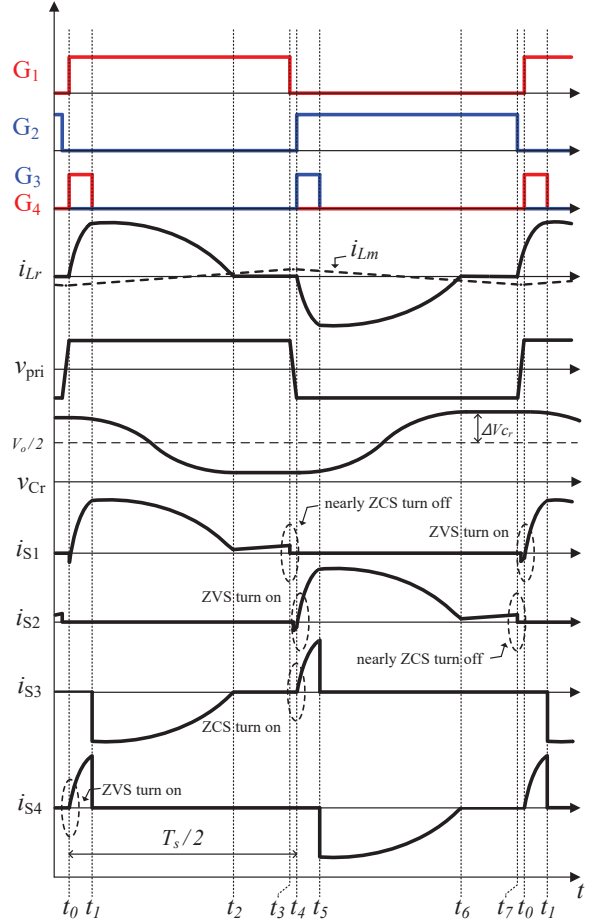 G1
G2
G3
G4
iLr
iLm
vpri
Vo/2
ΔVCr
vCr
nearly ZCS turn off
ZVS turn on
iS1
ZVS turn on
iS2
nearly ZCS turn off
iS3
ZCS turn on
ZVS turn on
iS4
Ts/2
t
t0 t1 t2 t3 t4 t5 t6 t7 t0 t1